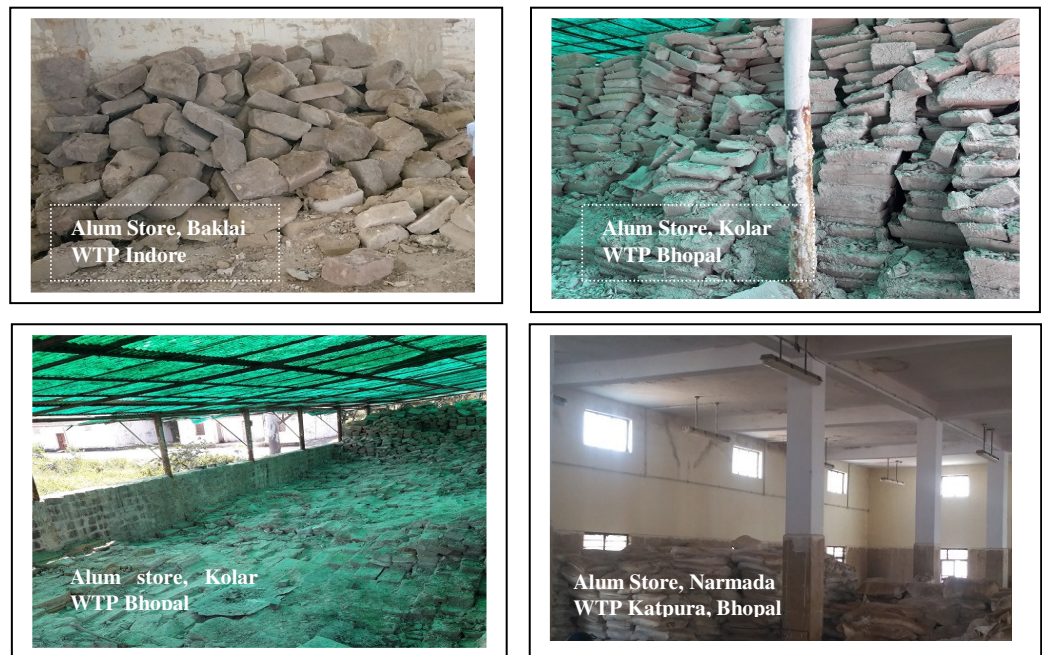 Alum Store, Baklai
WTP Indore
Alum Store, Kolar
WTP Bhopal
Alum store, Kolar
WTP Bhopal
Alum Store, Narmada
WTP Katpura, Bhopal